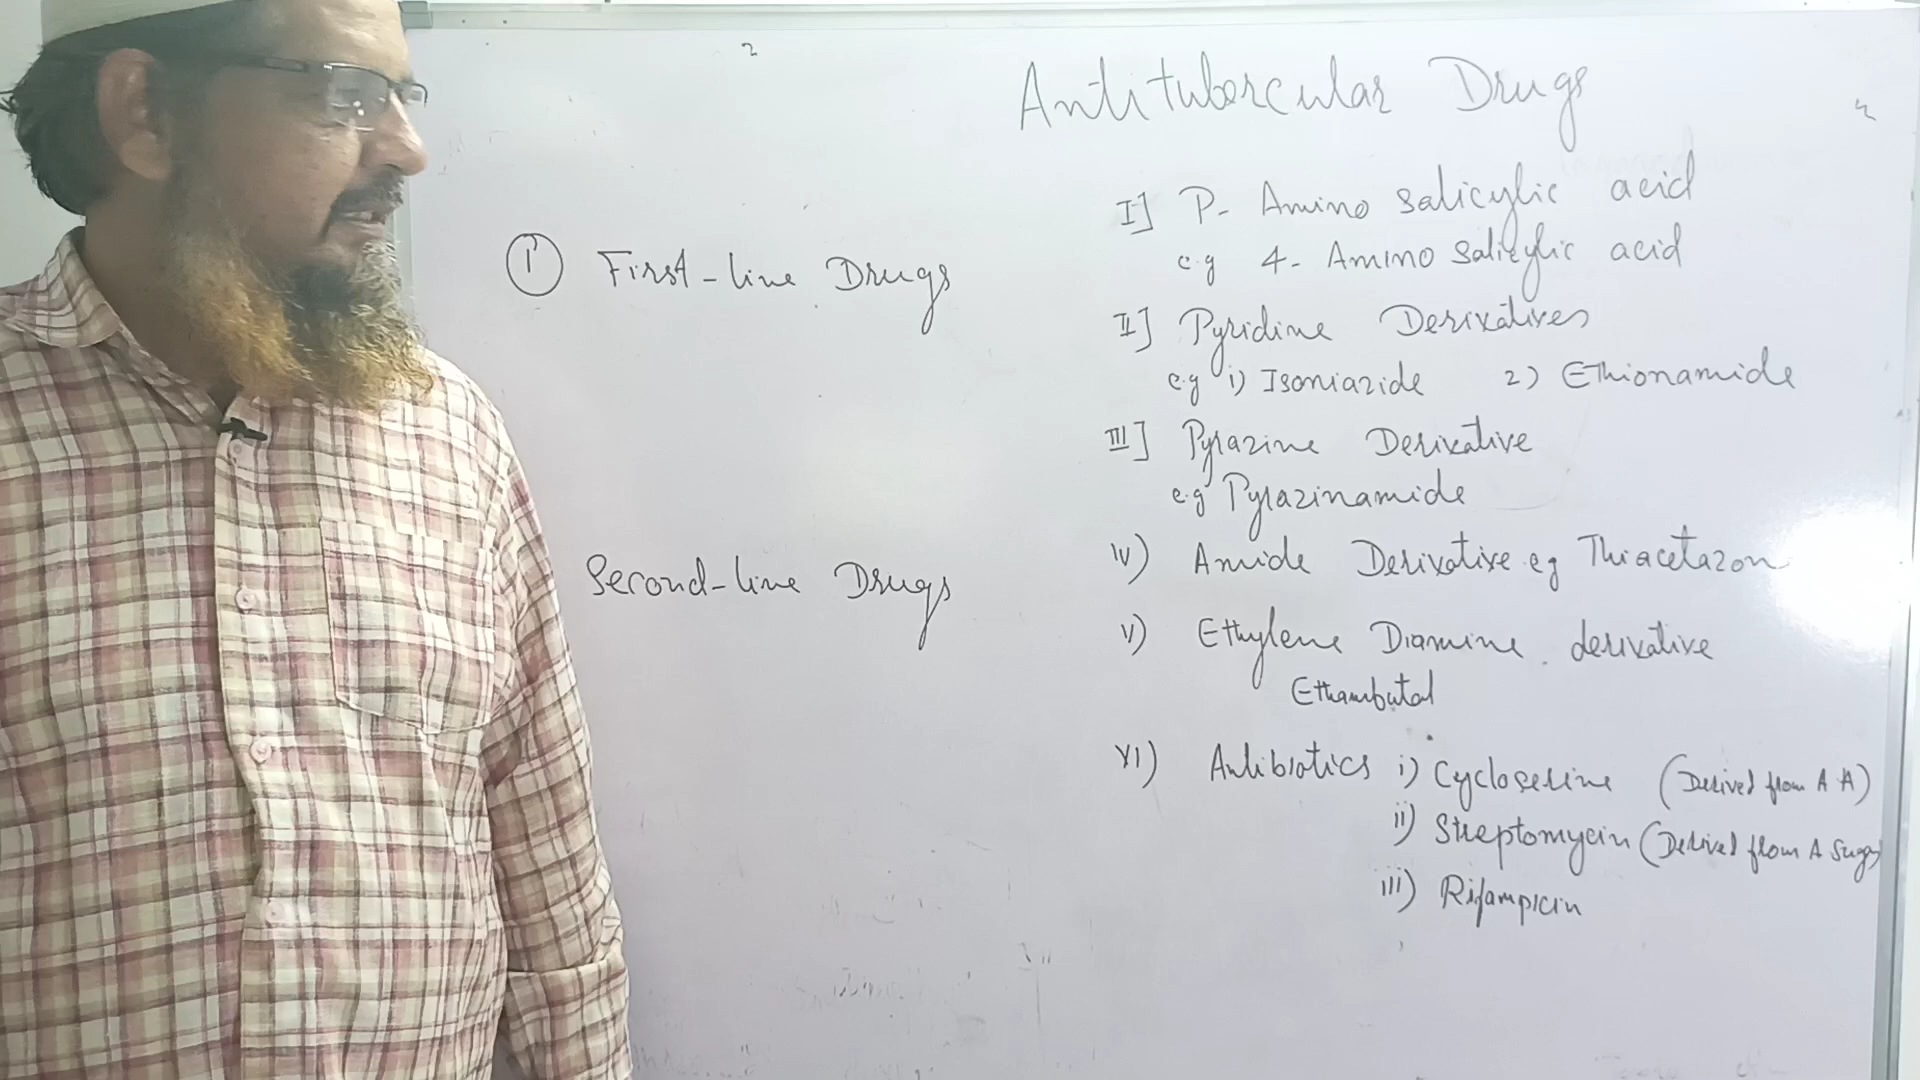 Antitubercular Drugs
① First-line Drugs
Second-line Drugs
I] P- Amino salicylic acid
e.g 4- Amino Salicylic acid
II] Pyridine Derivatives
e.g i) Isoniazide 2) Ethionamide
III] Pyrazine Derivative
e.g Pyrazinamide
IV) Amide Derivative e.g Thiacetazon
V) Ethylene Diamine derivative
Ethambutol
VI) Antibiotics i) Cycloserine (Derived from A A)
ii) Streptomycin (Derived from A Sugar
iii) Rifampicin